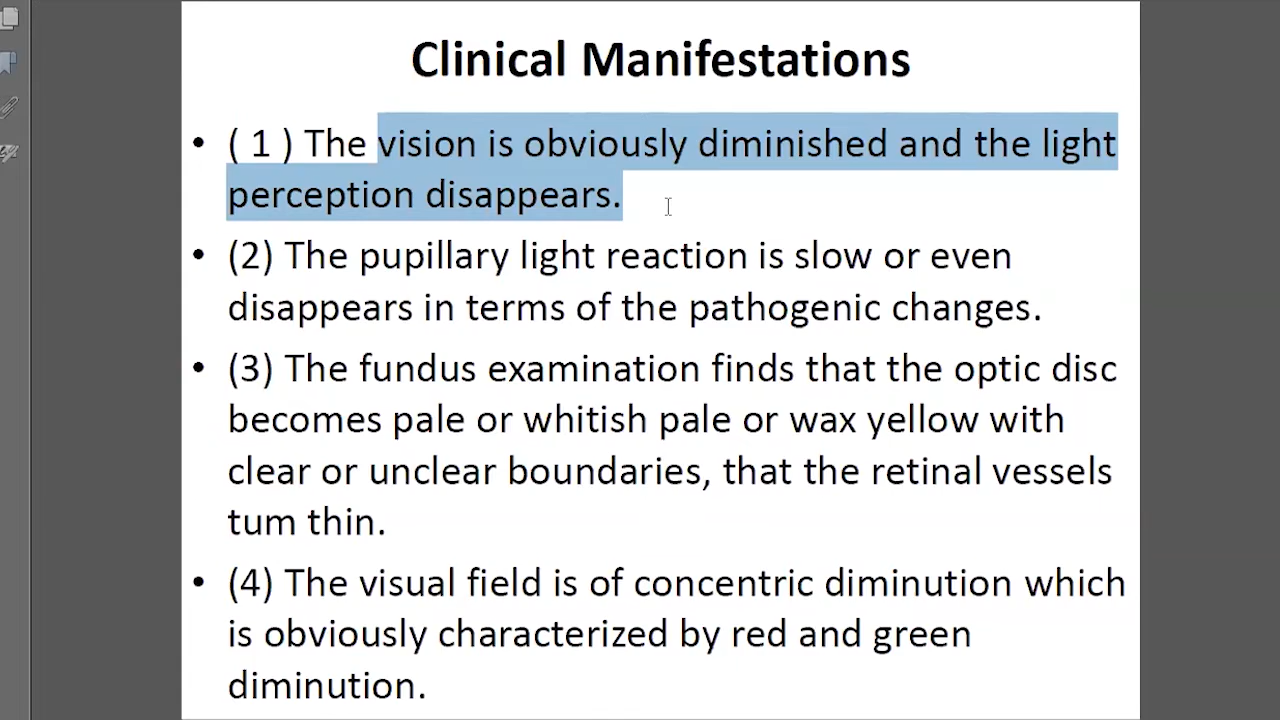 Clinical Manifestations
• ( 1 ) The vision is obviously diminished and the light
perception disappears.
• (2) The pupillary light reaction is slow or even
disappears in terms of the pathogenic changes.
• (3) The fundus examination finds that the optic disc
becomes pale or whitish pale or wax yellow with
clear or unclear boundaries, that the retinal vessels
tum thin.
• (4) The visual field is of concentric diminution which
is obviously characterized by red and green
diminution.